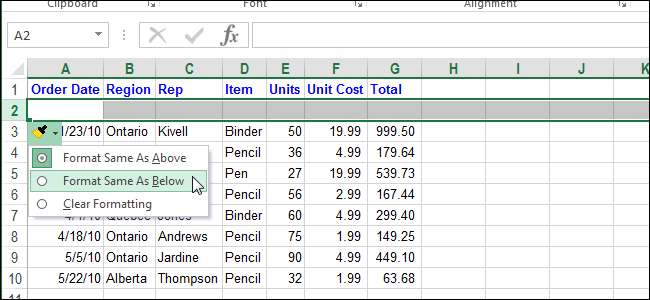 Clipboard Font Alignment
A2 fx
A B C D E F G H I J K
1 Order Date Region Rep Item Units Unit Cost Total
2
3 1/23/10 Ontario Kivell Binder 50 19.99 999.50
4 Pencil 36 4.99 179.64
Format Same As Above
Pen 27 19.99 539.73
Format Same As Below
Pencil 56 2.99 167.44
Clear Formatting
7 Binder 60 4.99 299.40
8 4/18/10 Ontario Andrews Pencil 75 1.99 149.25
9 5/5/10 Ontario Jardine Pencil 90 4.99 449.10
10 5/22/10 Alberta Thompson Pencil 32 1.99 63.68